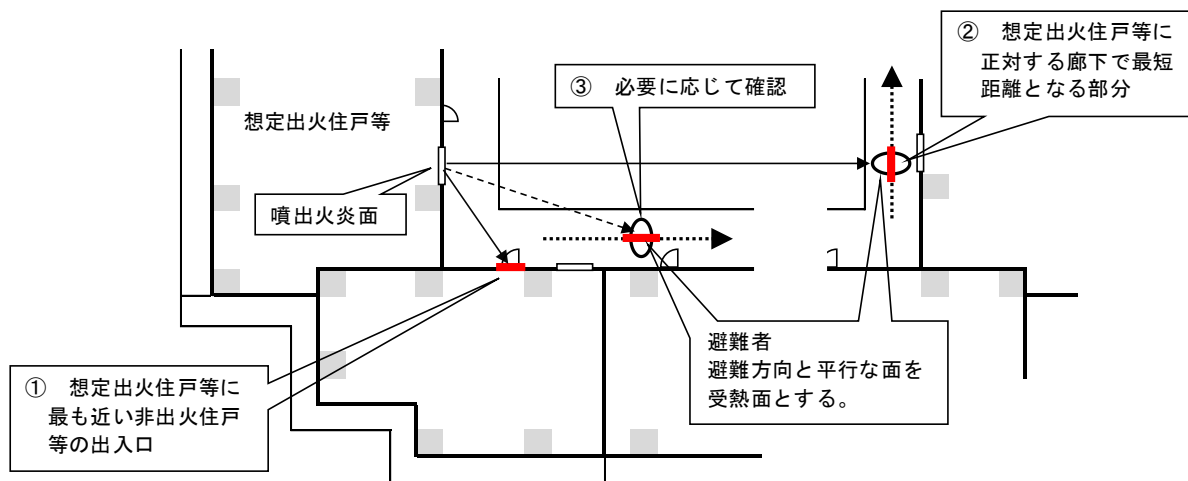 ② 想定出火住戸等に
正対する廊下で最短
距離となる部分
③ 必要に応じて確認
想定出火住戸等
噴出火炎面
避難者
避難方向と平行な面を
受熱面とする。
① 想定出火住戸等に
最も近い非出火住戸
等の出入口